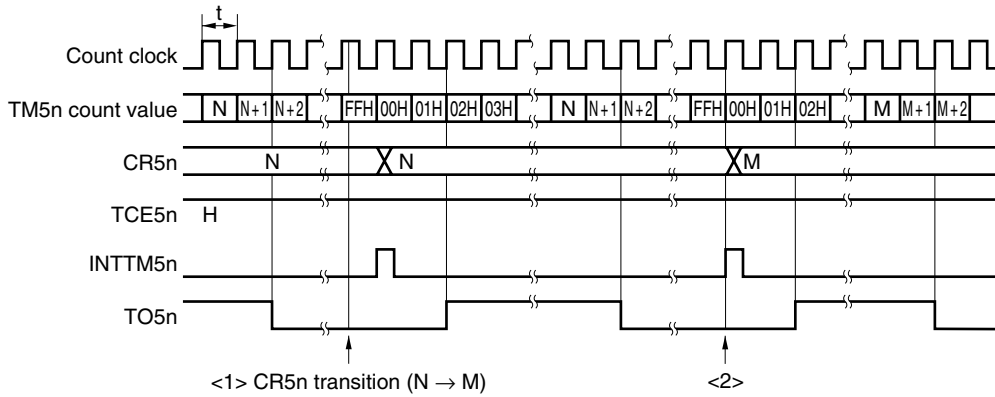 t
Count clock
TM5n count value N N+1 N+2 FFH 00H 01H 02H 03H N N+1 N+2 FFH 00H 01H 02H M M+1 M+2
CR5n N N M
TCE5n H
INTTM5n
TO5n
<1> CR5n transition (N → M) <2>